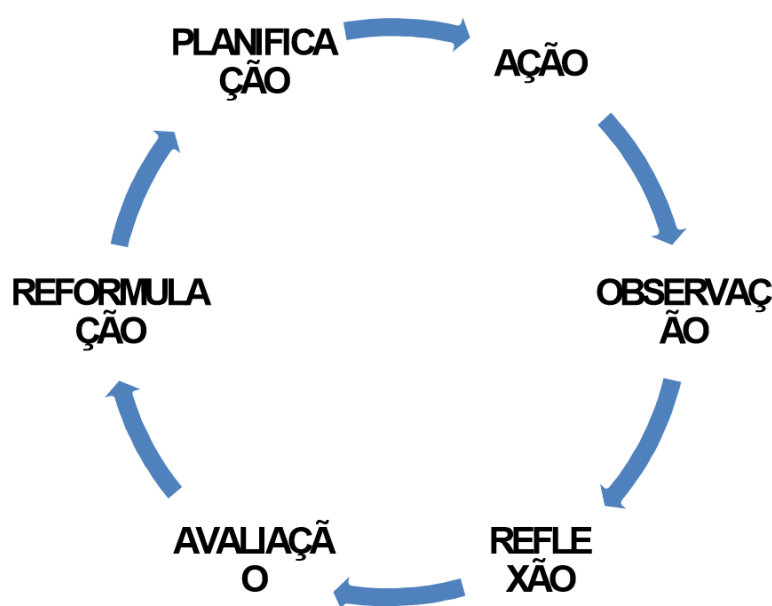 PLANIFICA
ÇÃO
AÇÃO
OBSERVAÇ
ÃO
REFLE
XÃO
AVALIAÇÃ
O
REFORMULA
ÇÃO